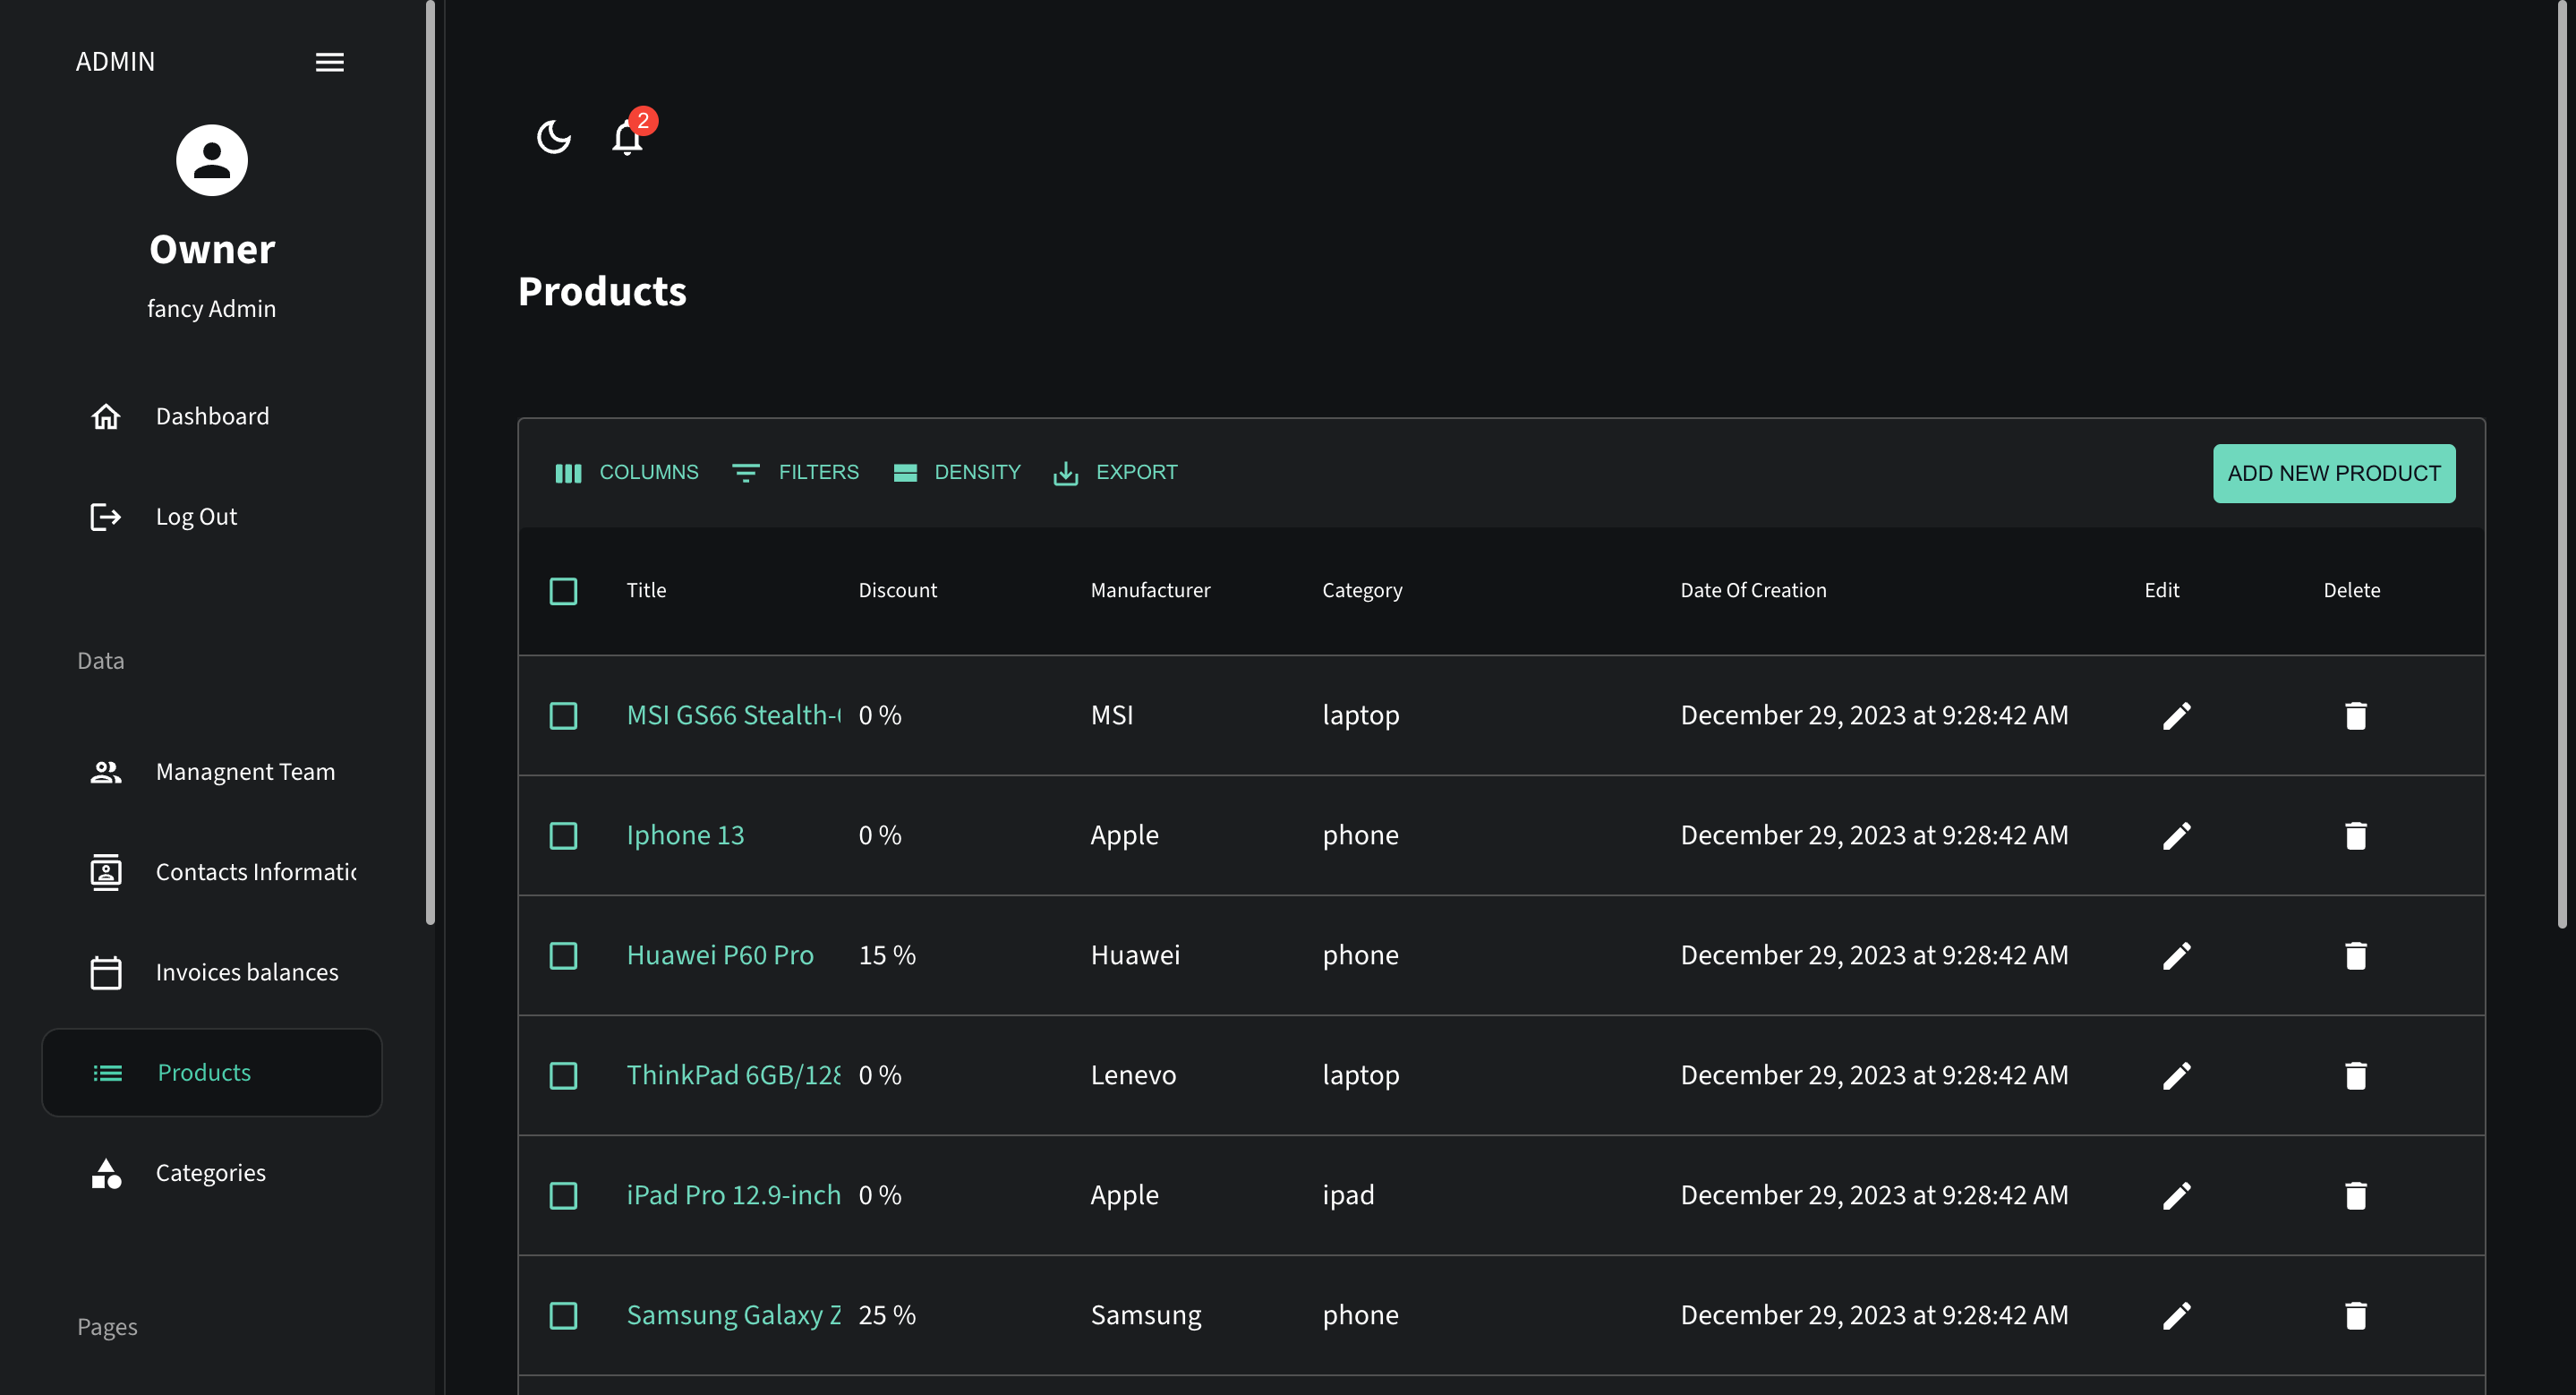 ADMIN
2
Owner
fancy Admin
Products
Dashboard
COLUMNS FILTERS DENSITY EXPORT ADD NEW PRODUCT
Log Out
Title Discount Manufacturer Category Date Of Creation Edit Delete
Data
MSI GS66 Stealth- 0 % MSI laptop December 29, 2023 at 9:28:42 AM
Managnent Team
Iphone 13 0 % Apple phone December 29, 2023 at 9:28:42 AM
Contacts Informatic
Huawei P60 Pro 15 % Huawei phone December 29, 2023 at 9:28:42 AM
Invoices balances
Products
ThinkPad 6GB/128 0 % Lenevo laptop December 29, 2023 at 9:28:42 AM
Categories
iPad Pro 12.9-inch 0 % Apple ipad December 29, 2023 at 9:28:42 AM
Pages
Samsung Galaxy Z 25 % Samsung phone December 29, 2023 at 9:28:42 AM